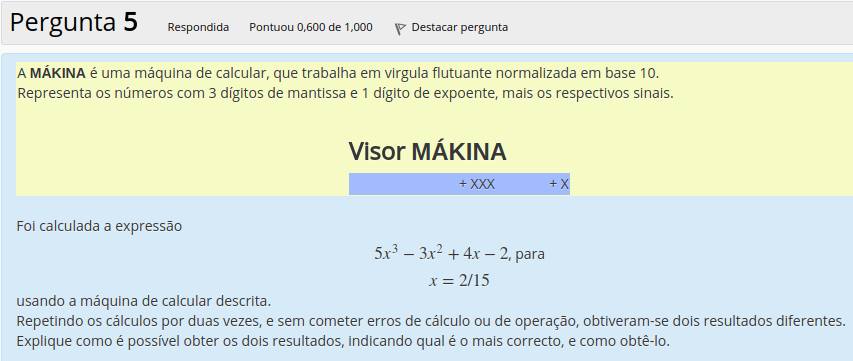 Pergunta 5 Respondida Pontuou 0,600 de 1,000 Destacar pergunta
A MÁKINA é uma máquina de calcular, que trabalha em virgula flutuante normalizada em base 10.
Representa os números com 3 dígitos de mantissa e 1 dígito de expoente, mais os respectivos sinais.
Visor MÁKINA
+ XXX + X
Foi calculada a expressão
5x³ − 3x² + 4x − 2, para
x = 2/15
usando a máquina de calcular descrita.
Repetindo os cálculos por duas vezes, e sem cometer erros de cálculo ou de operação, obtiveram-se dois resultados diferentes.
Explique como é possível obter os dois resultados, indicando qual é o mais correcto, e como obtê-lo.